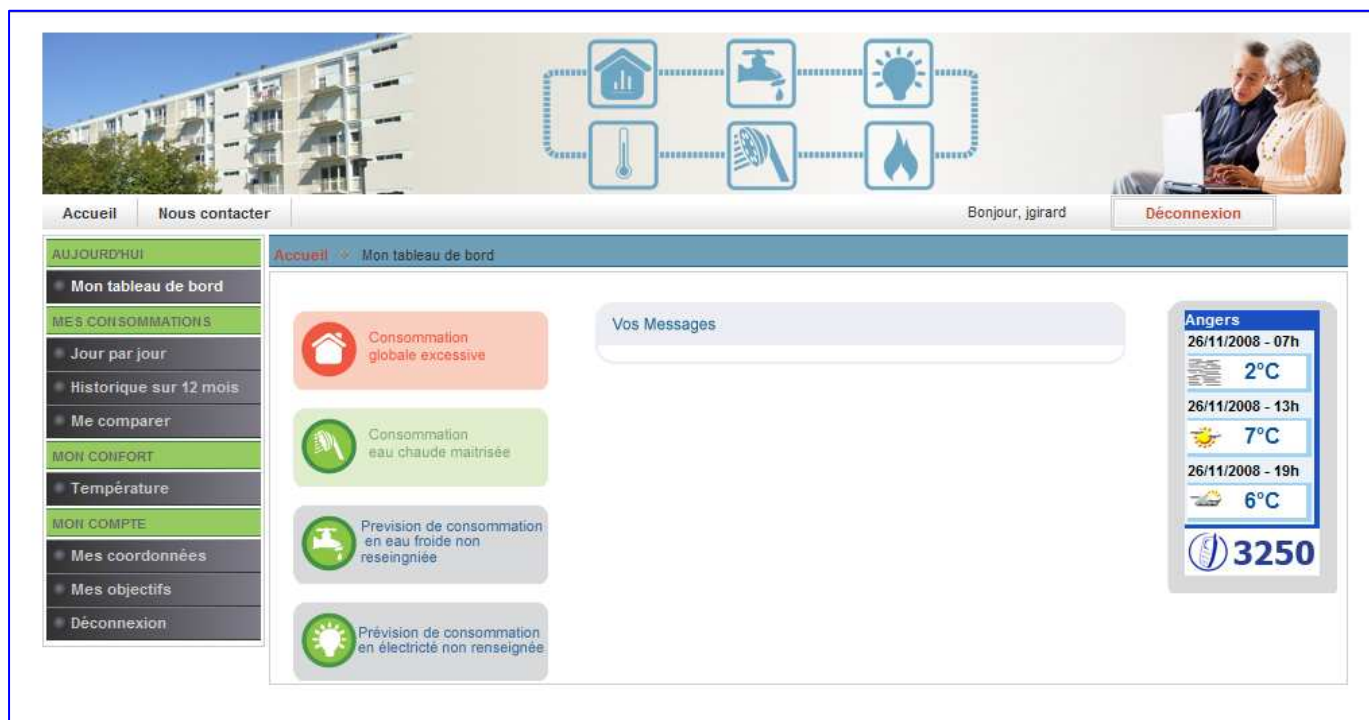 Accueil
Nous contacter
Bonjour, jgirard
Déconnexion
AUJOURD'HUI
Mon tableau de bord
MES CONSOMMATIONS
Jour par jour
Historique sur 12 mois
Me comparer
MON CONFORT
Température
MON COMPTE
Mes coordonnées
Mes objectifs
Déconnexion
Accueil Mon tableau de bord
Consommation
globale excessive
Consommation
eau chaude maitrisée
Prevision de consommation
en eau froide non
reseingniée
Prévision de consommation
en électricté non renseignée
Vos Messages
Angers
26/11/2008 - 07h
2°C
26/11/2008 - 13h
7°C
26/11/2008 - 19h
6°C
3250